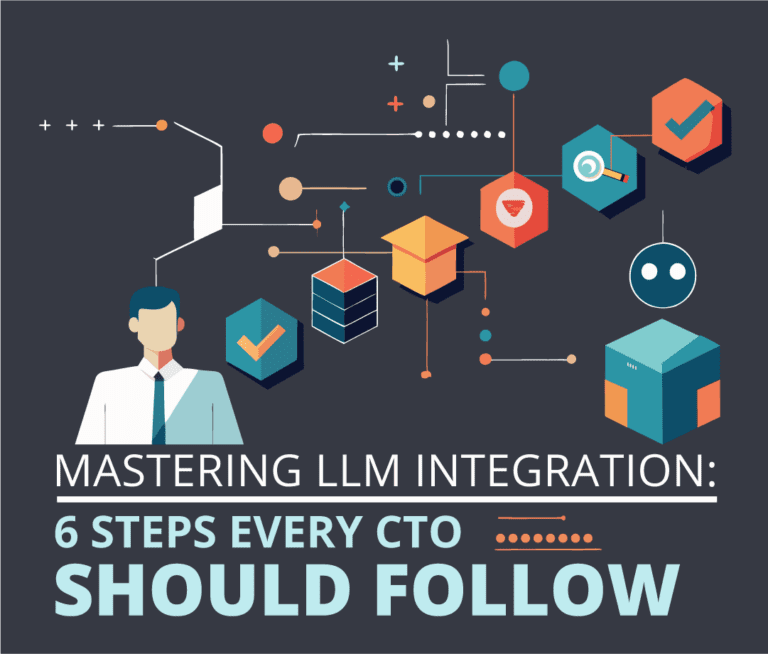 MASTERING LLM INTEGRATION:
6 STEPS EVERY CTO
SHOULD FOLLOW